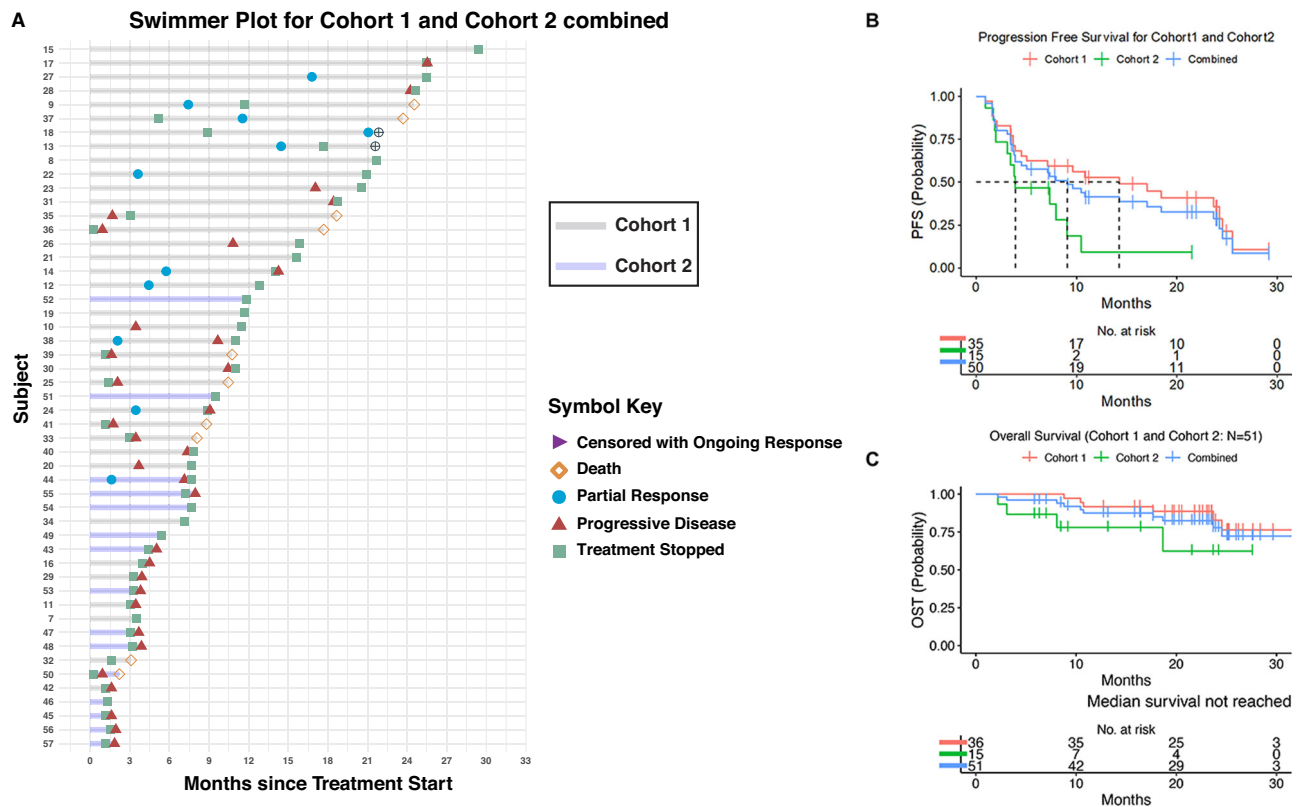 A
Swimmer Plot for Cohort 1 and Cohort 2 combined
15
17
27
28
9
37
18
13
8
22
23
31
35
36
26
21
14
12
52
19
10
38
39
30
25
51
24
41
33
40
20
44
55
54
34
49
43
16
29
53
11
7
47
48
32
50
42
46
45
56
57
Subject
0 3 6 9 12 15 18 21 24 27 30 33
Months since Treatment Start
Cohort 1
Cohort 2
Symbol Key
Censored with Ongoing Response
Death
Partial Response
Progressive Disease
Treatment Stopped
B
Progression Free Survival for Cohort1 and Cohort2
Cohort 1 Cohort 2 Combined
PFS (Probability)
1.00
0.75
0.50
0.25
0.00
0 10 20 30
Months
No. at risk
35 17 10 0
15 2 1 0
50 19 11 0
0 10 20 30
Months
C
Overall Survival (Cohort 1 and Cohort 2: N=51)
Cohort 1 Cohort 2 Combined
OST (Probability)
1.00
0.75
0.50
0.25
0.00
0 10 20 30
Months
Median survival not reached
No. at risk
36 35 25 3
15 7 4 0
51 42 29 3
0 10 20 30
Months